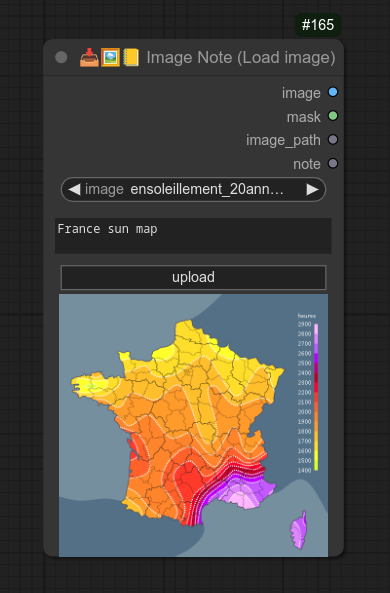 #165
Image Note (Load image)
image
mask
image_path
note
image ensoleillement_20ann...
France sun map
upload
heures
2900
2800
2700
2600
2500
2400
2300
2200
2100
2000
1900
1800
1700
1600
1500
1400